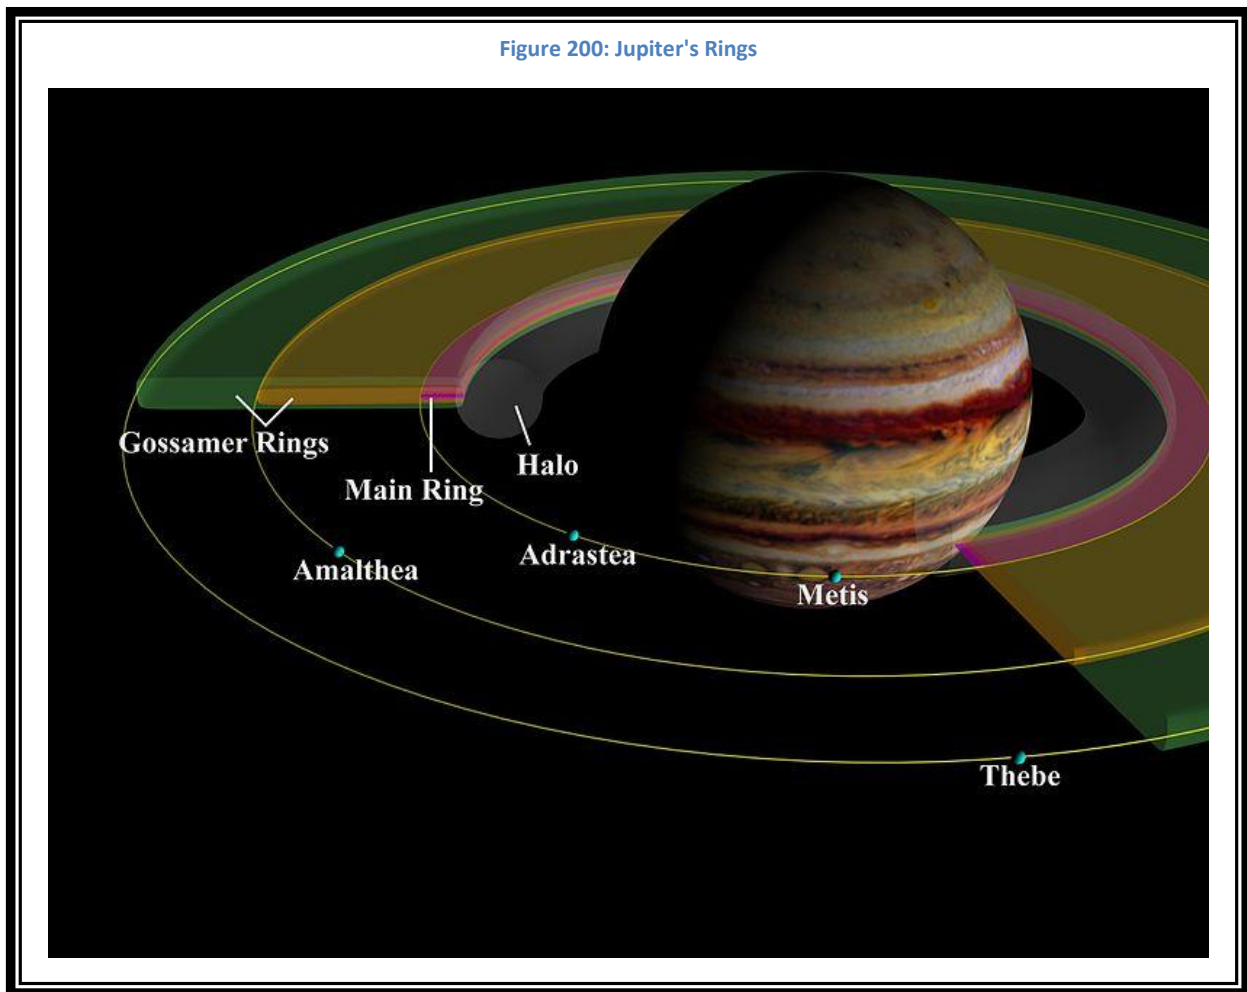 Figure 200: Jupiter's Rings
Gossamer Rings
Halo
Main Ring
Adrastea
Amalthea
Metis
Thebe